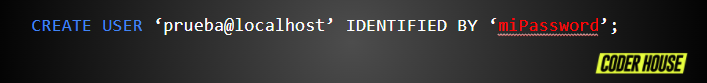 CREATE USER ‘prueba@localhost’ IDENTIFIED BY ‘miPassword’;
CODER HOUSE